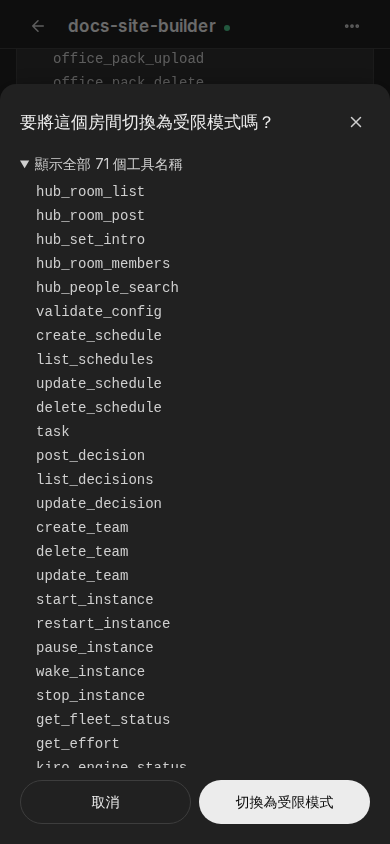 docs-site-builder
office_pack_upload
office_pack_delete
要將這個房間切換為受限模式嗎？
顯示全部 71 個工具名稱
hub_room_list
hub_room_post
hub_set_intro
hub_room_members
hub_people_search
validate_config
create_schedule
list_schedules
update_schedule
delete_schedule
task
post_decision
list_decisions
update_decision
create_team
delete_team
update_team
start_instance
restart_instance
pause_instance
wake_instance
stop_instance
get_fleet_status
get_effort
kiro_engine_status
取消
切換為受限模式